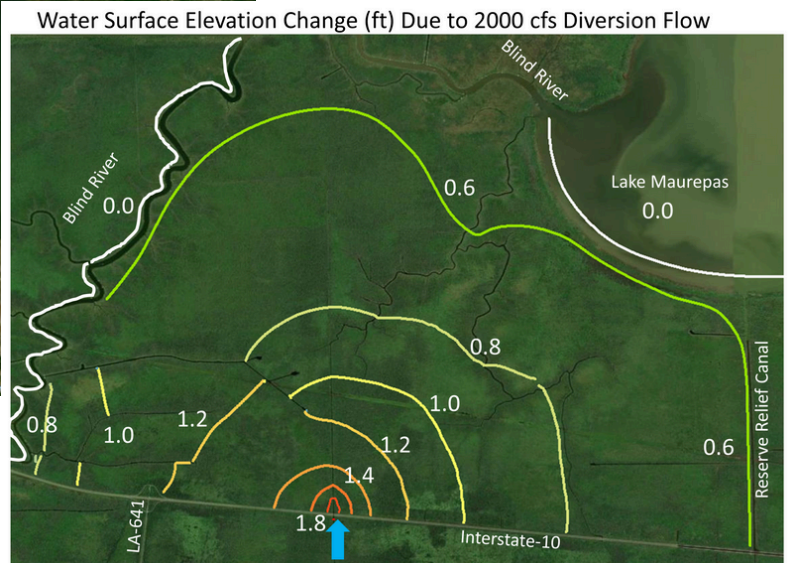 Water Surface Elevation Change (ft) Due to 2000 cfs Diversion Flow
Blind River
Blind River
0.0
0.6
Lake Maurepas
0.0
0.8
1.0
1.2
0.8
1.0
1.2
1.4
1.8
0.6
Reserve Relief Canal
LA-641
Interstate-10